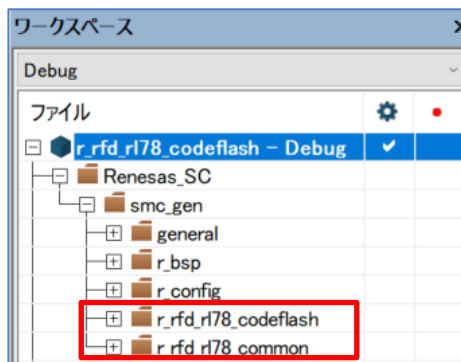 ワークスペース
Debug
ファイル
r_rfd_rl78_codeflash - Debug
Renesas_SC
smc_gen
general
r_bsp
r_config
r_rfd_rl78_codeflash
r_rfd_rl78_common